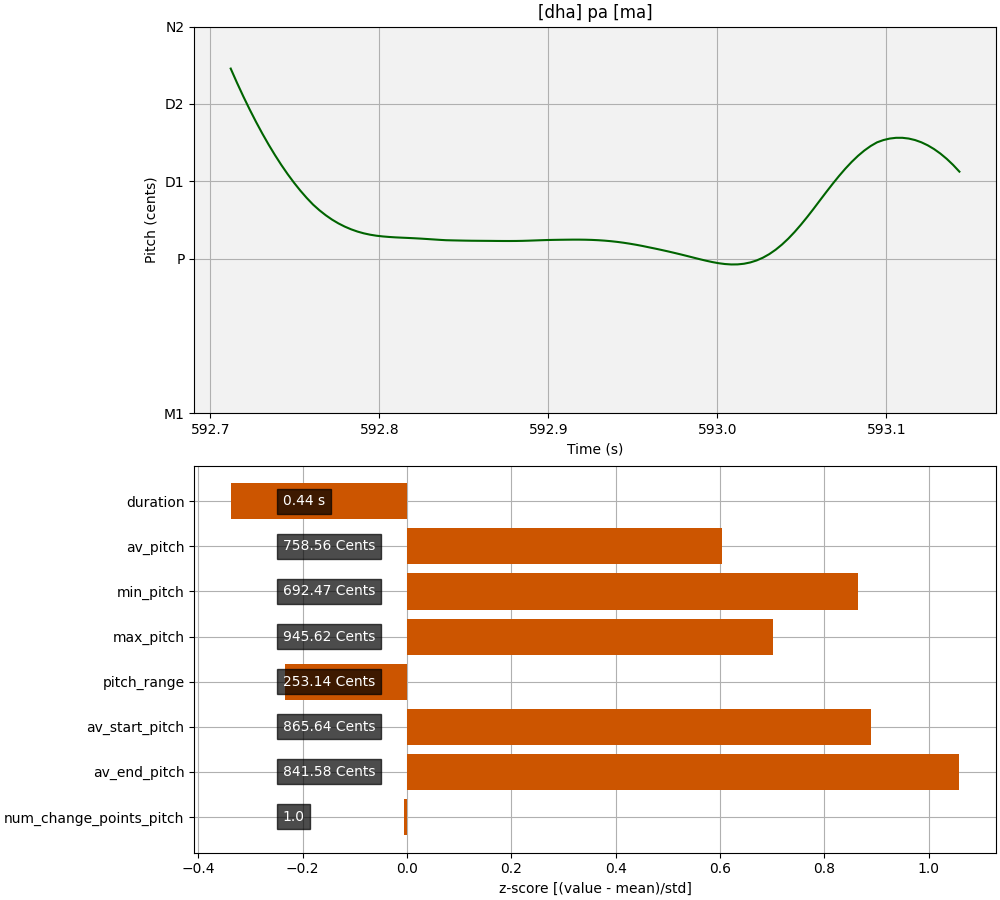 [dha] pa [ma]
N2
D2
D1
P
M1
Pitch (cents)
592.7 592.8 592.9 593.0 593.1
Time (s)
duration 0.44 s
av_pitch 758.56 Cents
min_pitch 692.47 Cents
max_pitch 945.62 Cents
pitch_range 253.14 Cents
av_start_pitch 865.64 Cents
av_end_pitch 841.58 Cents
num_change_points_pitch 1.0
−0.4 −0.2 0.0 0.2 0.4 0.6 0.8 1.0
z-score [(value - mean)/std]